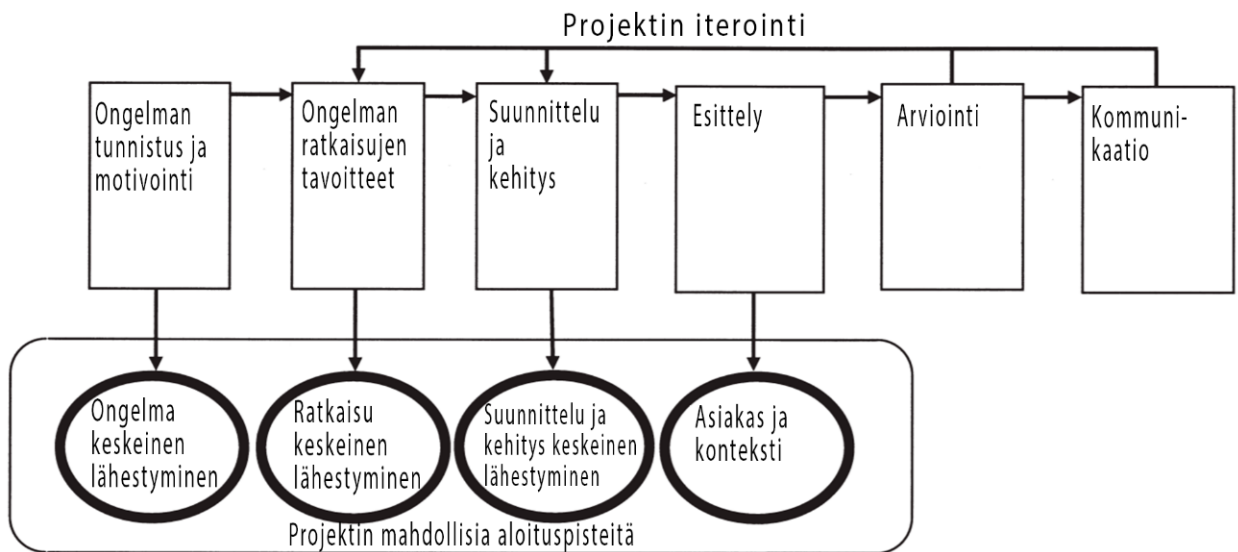 Projektin iterointi
Ongelman
tunnistus ja
motivointi
Ongelman
ratkaisujen
tavoitteet
Suunnittelu
ja
kehitys
Esittely
Arviointi
Kommuni-
kaatio
Ongelma
keskeinen
lähestyminen
Ratkaisu
keskeinen
lähestyminen
Suunnittelu ja
kehitys keskeinen
lähestyminen
Asiakas ja
konteksti
Projektin mahdollisia aloituspisteitä